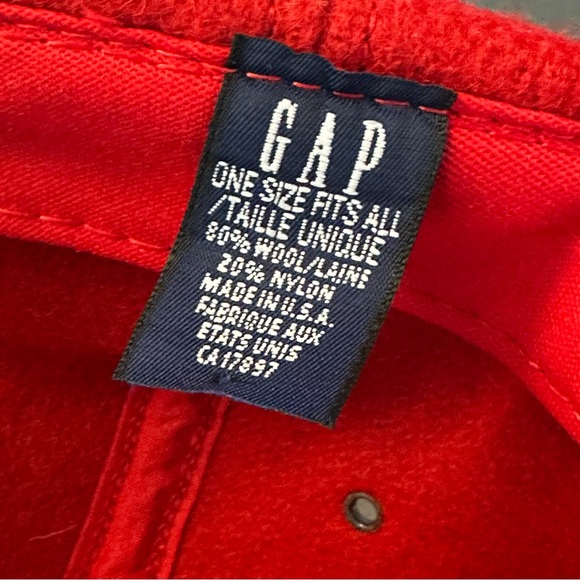 GAP
ONE SIZE FITS ALL
/TAILLE UNIQUE
80% WOOL/LAINE
20% NYLON
MADE IN U.S.A.
FABRIQUE AUX
ETATS UNIS
CA17897